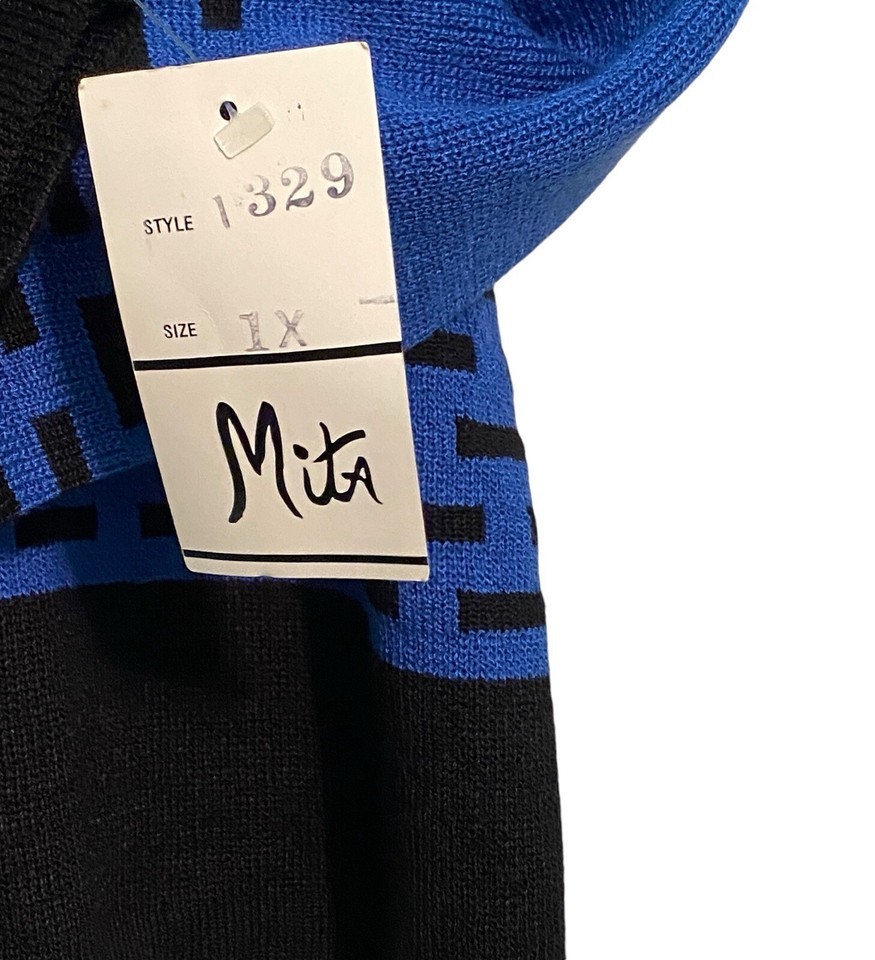 STYLE 1329
SIZE 1X
Mita